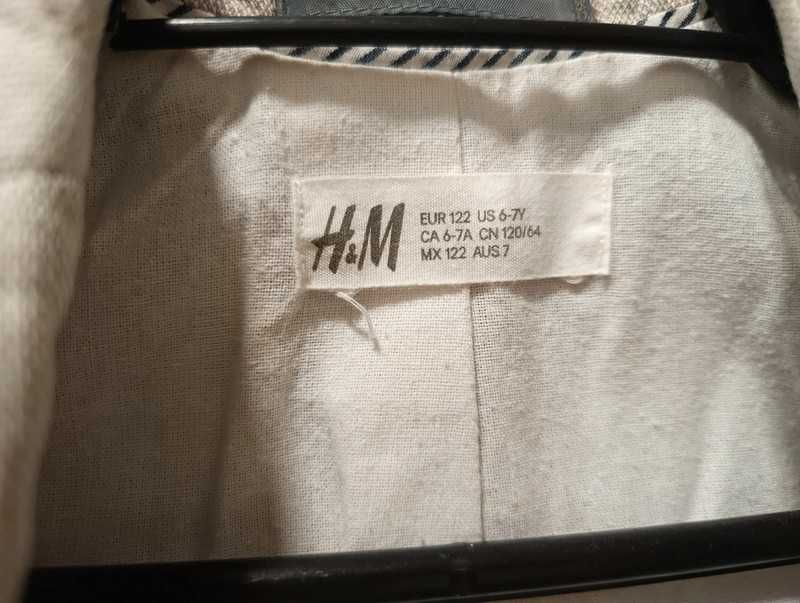 H&M
EUR 122 US 6-7Y
CA 6-7A CN 120/64
MX 122 AUS 7